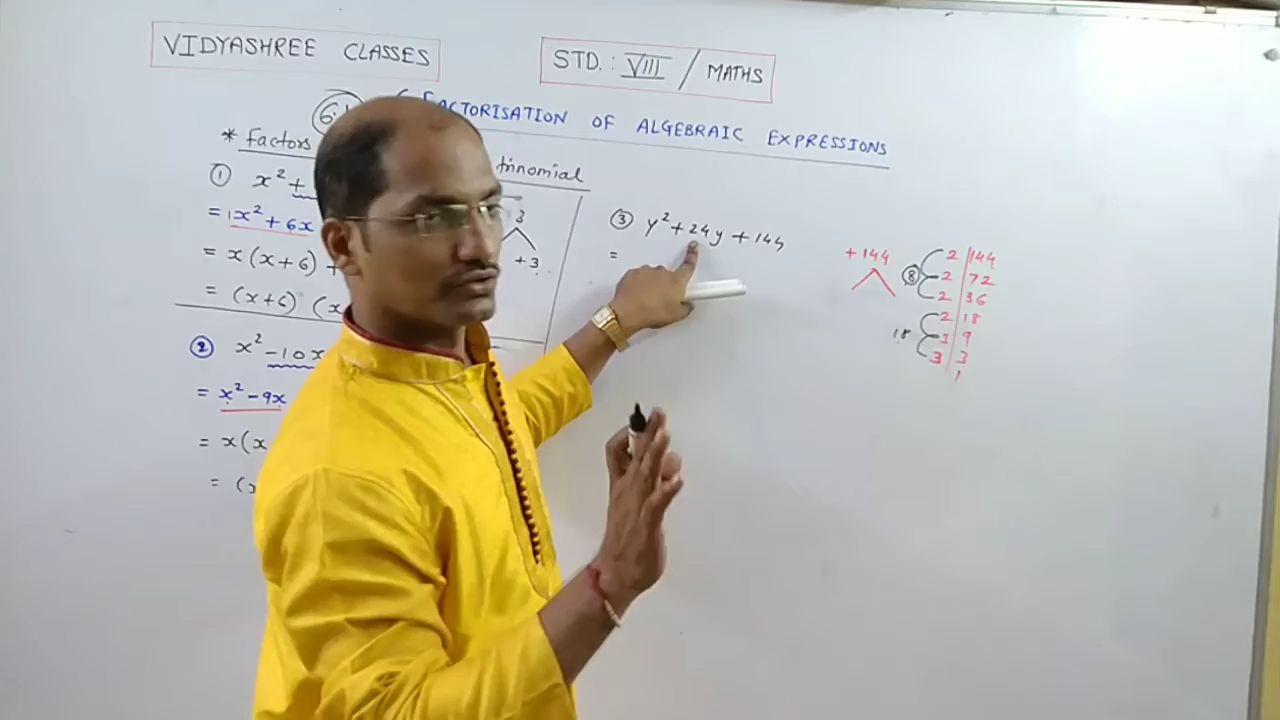 VIDYASHREE CLASSES
STD.: VIII / MATHS
6. FACTORISATION OF ALGEBRAIC EXPRESSIONS
* Factors trinomial
① x² +
= 1x² + 6x
= x(x+6) +
= (x+6) (x
3
+3
② x² -10x
= x² -9x
= x(x
= (x
③ y² + 24y + 144
=
+144
⑧
18
2 | 144
2 | 72
2 | 36
2 | 18
3 | 9
3 | 3
1